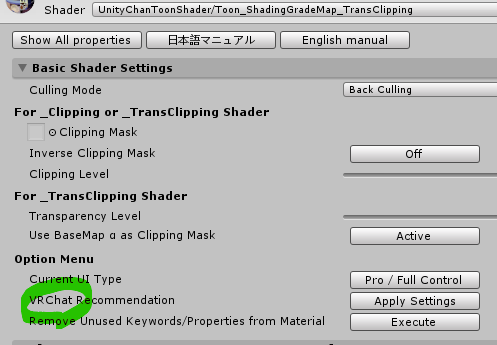 Shader UnityChanToonShader/Toon_ShadingGradeMap_TransClipping
Show All properties 日本語マニュアル English manual
Basic Shader Settings
Culling Mode Back Culling
For _Clipping or _TransClipping Shader
Clipping Mask
Inverse Clipping Mask Off
Clipping Level
For _TransClipping Shader
Transparency Level
Use BaseMap α as Clipping Mask Active
Option Menu
Current UI Type Pro / Full Control
VRChat Recommendation Apply Settings
Remove Unused Keywords/Properties from Material Execute